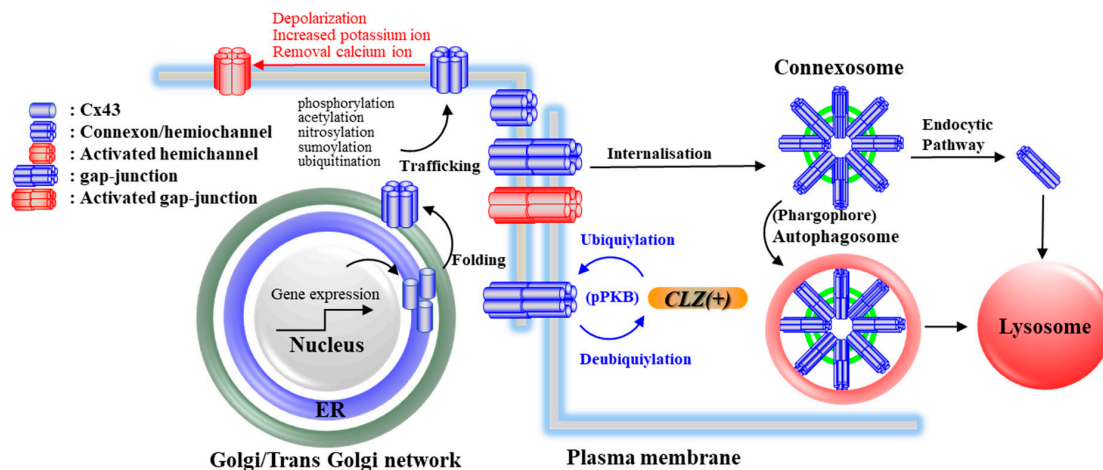 Depolarization
Increased potassium ion
Removal calcium ion
: Cx43
: Connexon/hemiochannel
: Activated hemichannel
: gap-junction
: Activated gap-junction
phosphorylation
acetylation
nitrosylation
sumoylation
ubiquitination
Trafficking
Folding
Gene expression
Nucleus
ER
Golgi/Trans Golgi network
Internalisation
Connexosome
Endocytic
Pathway
(Phargophore)
Autophagosome
Ubiquiylation
(pPKB)
CLZ(+)
Deubiquiylation
Lysosome
Plasma membrane